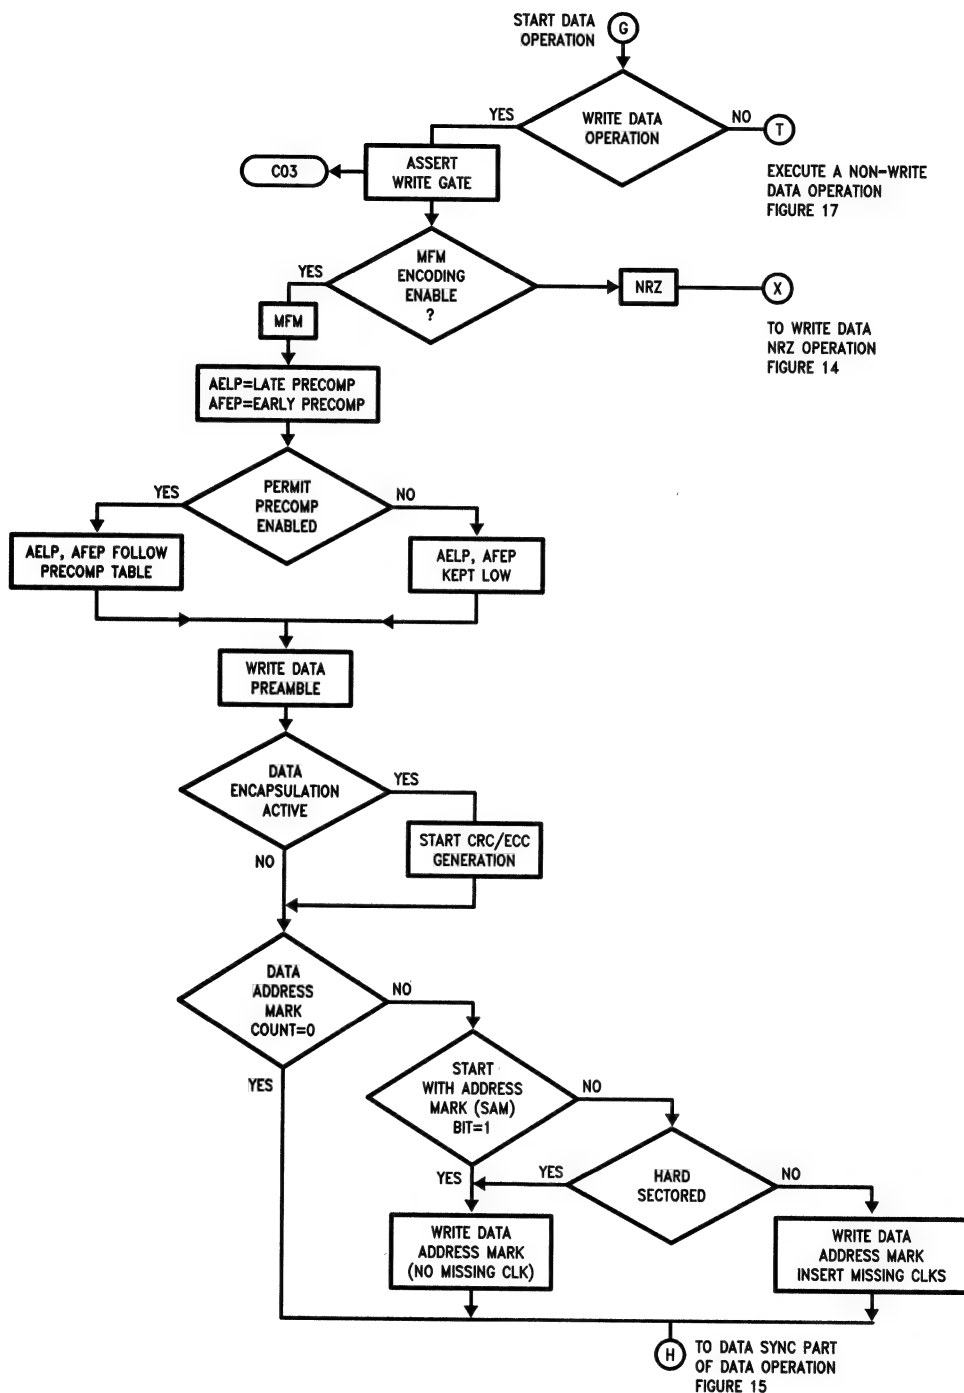 START DATA
OPERATION
G
WRITE DATA
OPERATION
YES
NO
T
EXECUTE A NON-WRITE
DATA OPERATION
FIGURE 17
ASSERT
WRITE GATE
C03
MFM
ENCODING
ENABLE
?
YES
MFM
NRZ
X
TO WRITE DATA
NRZ OPERATION
FIGURE 14
AELP=LATE PRECOMP
AFEP=EARLY PRECOMP
PERMIT
PRECOMP
ENABLED
YES
NO
AELP, AFEP FOLLOW
PRECOMP TABLE
AELP, AFEP
KEPT LOW
WRITE DATA
PREAMBLE
DATA
ENCAPSULATION
ACTIVE
YES
NO
START CRC/ECC
GENERATION
DATA
ADDRESS
MARK
COUNT=0
NO
YES
START
WITH ADDRESS
MARK (SAM)
BIT=1
NO
YES
HARD
SECTORED
YES
NO
WRITE DATA
ADDRESS MARK
(NO MISSING CLK)
WRITE DATA
ADDRESS MARK
INSERT MISSING CLKS
H
TO DATA SYNC PART
OF DATA OPERATION
FIGURE 15